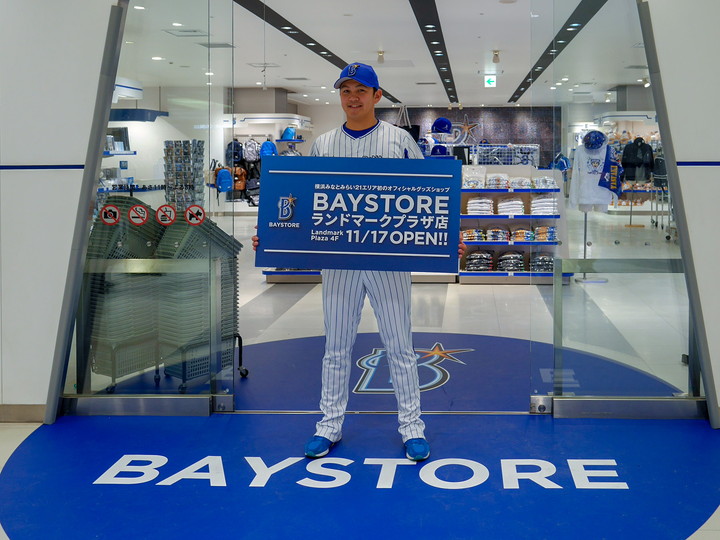 横浜みなとみらい21エリア初のオフィシャルグッズショップ
BAYSTORE
ランドマークプラザ店
Landmark
Plaza 4F
11/17 OPEN!!
B
BAYSTORE
B
B
BAYSTORE